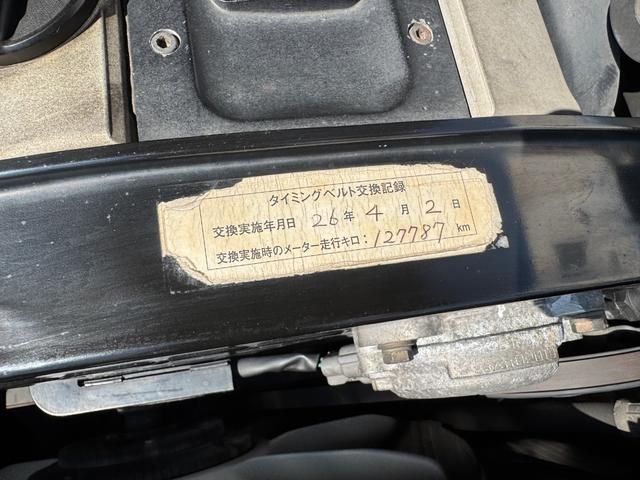 タイミングベルト交換記録
交換実施年月日 26年 4月 2日
交換実施時のメーター走行キロ：127787km